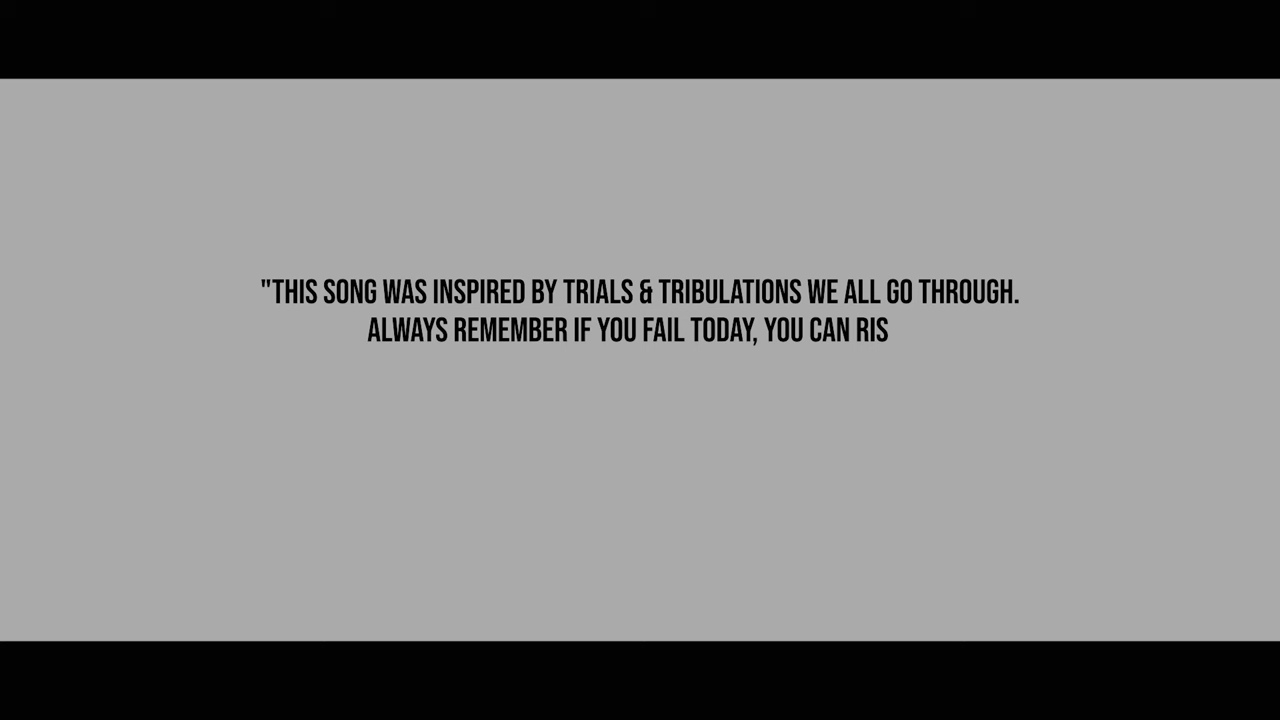 "THIS SONG WAS INSPIRED BY TRIALS & TRIBULATIONS WE ALL GO THROUGH.
ALWAYS REMEMBER IF YOU FAIL TODAY, YOU CAN RIS